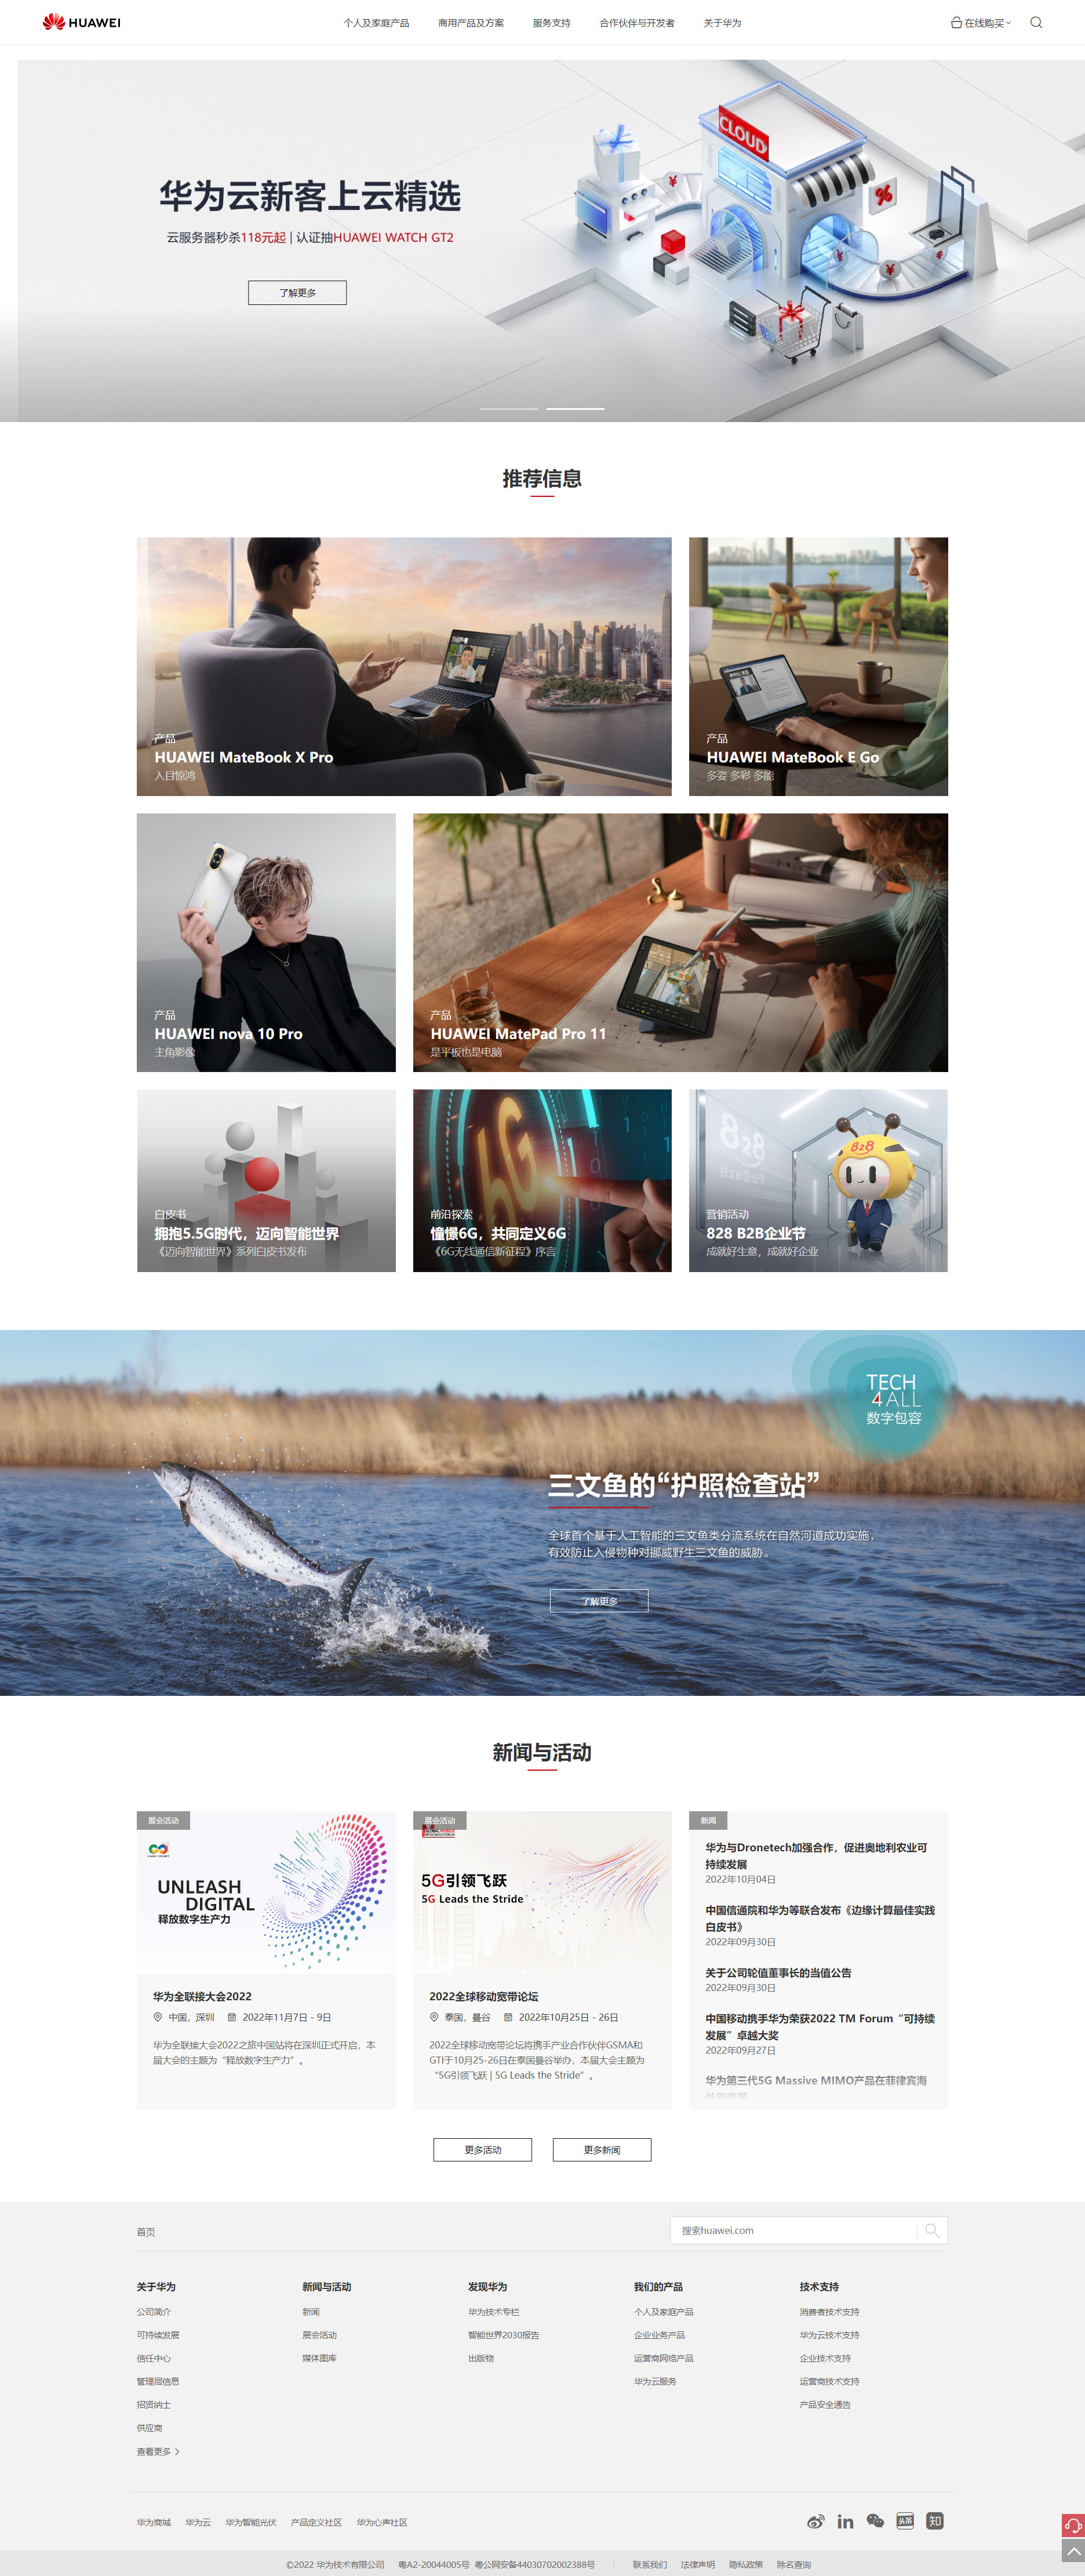 HUAWEI
个人及家庭产品 商用产品及方案 服务支持 合作伙伴与开发者 关于华为
在线购买
CLOUD
华为云新客上云精选
云服务器秒杀118元起 | 认证抽HUAWEI WATCH GT2
了解更多
推荐信息
产品
HUAWEI MateBook X Pro
入目惊鸿
产品
HUAWEI MateBook E Go
多姿 多彩 多能
产品
HUAWEI nova 10 Pro
主角影像
产品
HUAWEI MatePad Pro 11
是平板也是电脑
白皮书
拥抱5.5G时代，迈向智能世界
《迈向智能世界》系列白皮书发布
6G
前沿探索
憧憬6G，共同定义6G
《6G无线通信新征程》序言
828
B2B企业节
828
营销活动
828 B2B企业节
成就好生意，成就好企业
TECH
4ALL
数字包容
三文鱼的“护照检查站”
全球首个基于人工智能的三文鱼类分流系统在自然河道成功实施，
有效防止入侵物种对挪威野生三文鱼的威胁。
了解更多
新闻与活动
展会活动
UNLEASH
DIGITAL
释放数字生产力
华为全联接大会2022
中国，深圳 2022年11月7日 - 9日
华为全联接大会2022之旅中国站将在深圳正式开启，本
届大会的主题为“释放数字生产力”。
展会活动
5G引领飞跃
5G Leads the Stride
2022全球移动宽带论坛
泰国，曼谷 2022年10月25日 - 26日
2022全球移动宽带论坛将携手产业合作伙伴GSMA和
GTI于10月25-26日在泰国曼谷举办，本届大会主题为
“5G引领飞跃 | 5G Leads the Stride”。
新闻
华为与Dronetech加强合作，促进奥地利农业可
持续发展
2022年10月04日
中国信通院和华为等联合发布《边缘计算最佳实践
白皮书》
2022年09月30日
关于公司轮值董事长的当值公告
2022年09月30日
中国移动携手华为荣获2022 TM Forum“可持续
发展”卓越大奖
2022年09月27日
华为第三代5G Massive MIMO产品在菲律宾海
更多活动 更多新闻
首页
搜索huawei.com
关于华为
公司简介
可持续发展
信任中心
管理层信息
招贤纳士
供应商
查看更多
新闻与活动
新闻
展会活动
媒体图库
发现华为
华为技术专栏
智能世界2030报告
出版物
我们的产品
个人及家庭产品
企业业务产品
运营商网络产品
华为云服务
技术支持
消费者技术支持
华为云技术支持
企业技术支持
运营商技术支持
产品安全通告
华为商城 华为云 华为智能光伏 产品定义社区 华为心声社区
in 头条 知
©2022 华为技术有限公司 粤A2-20044005号 粤公网安备44030702002388号 | 联系我们 法律声明 隐私政策 除名查询